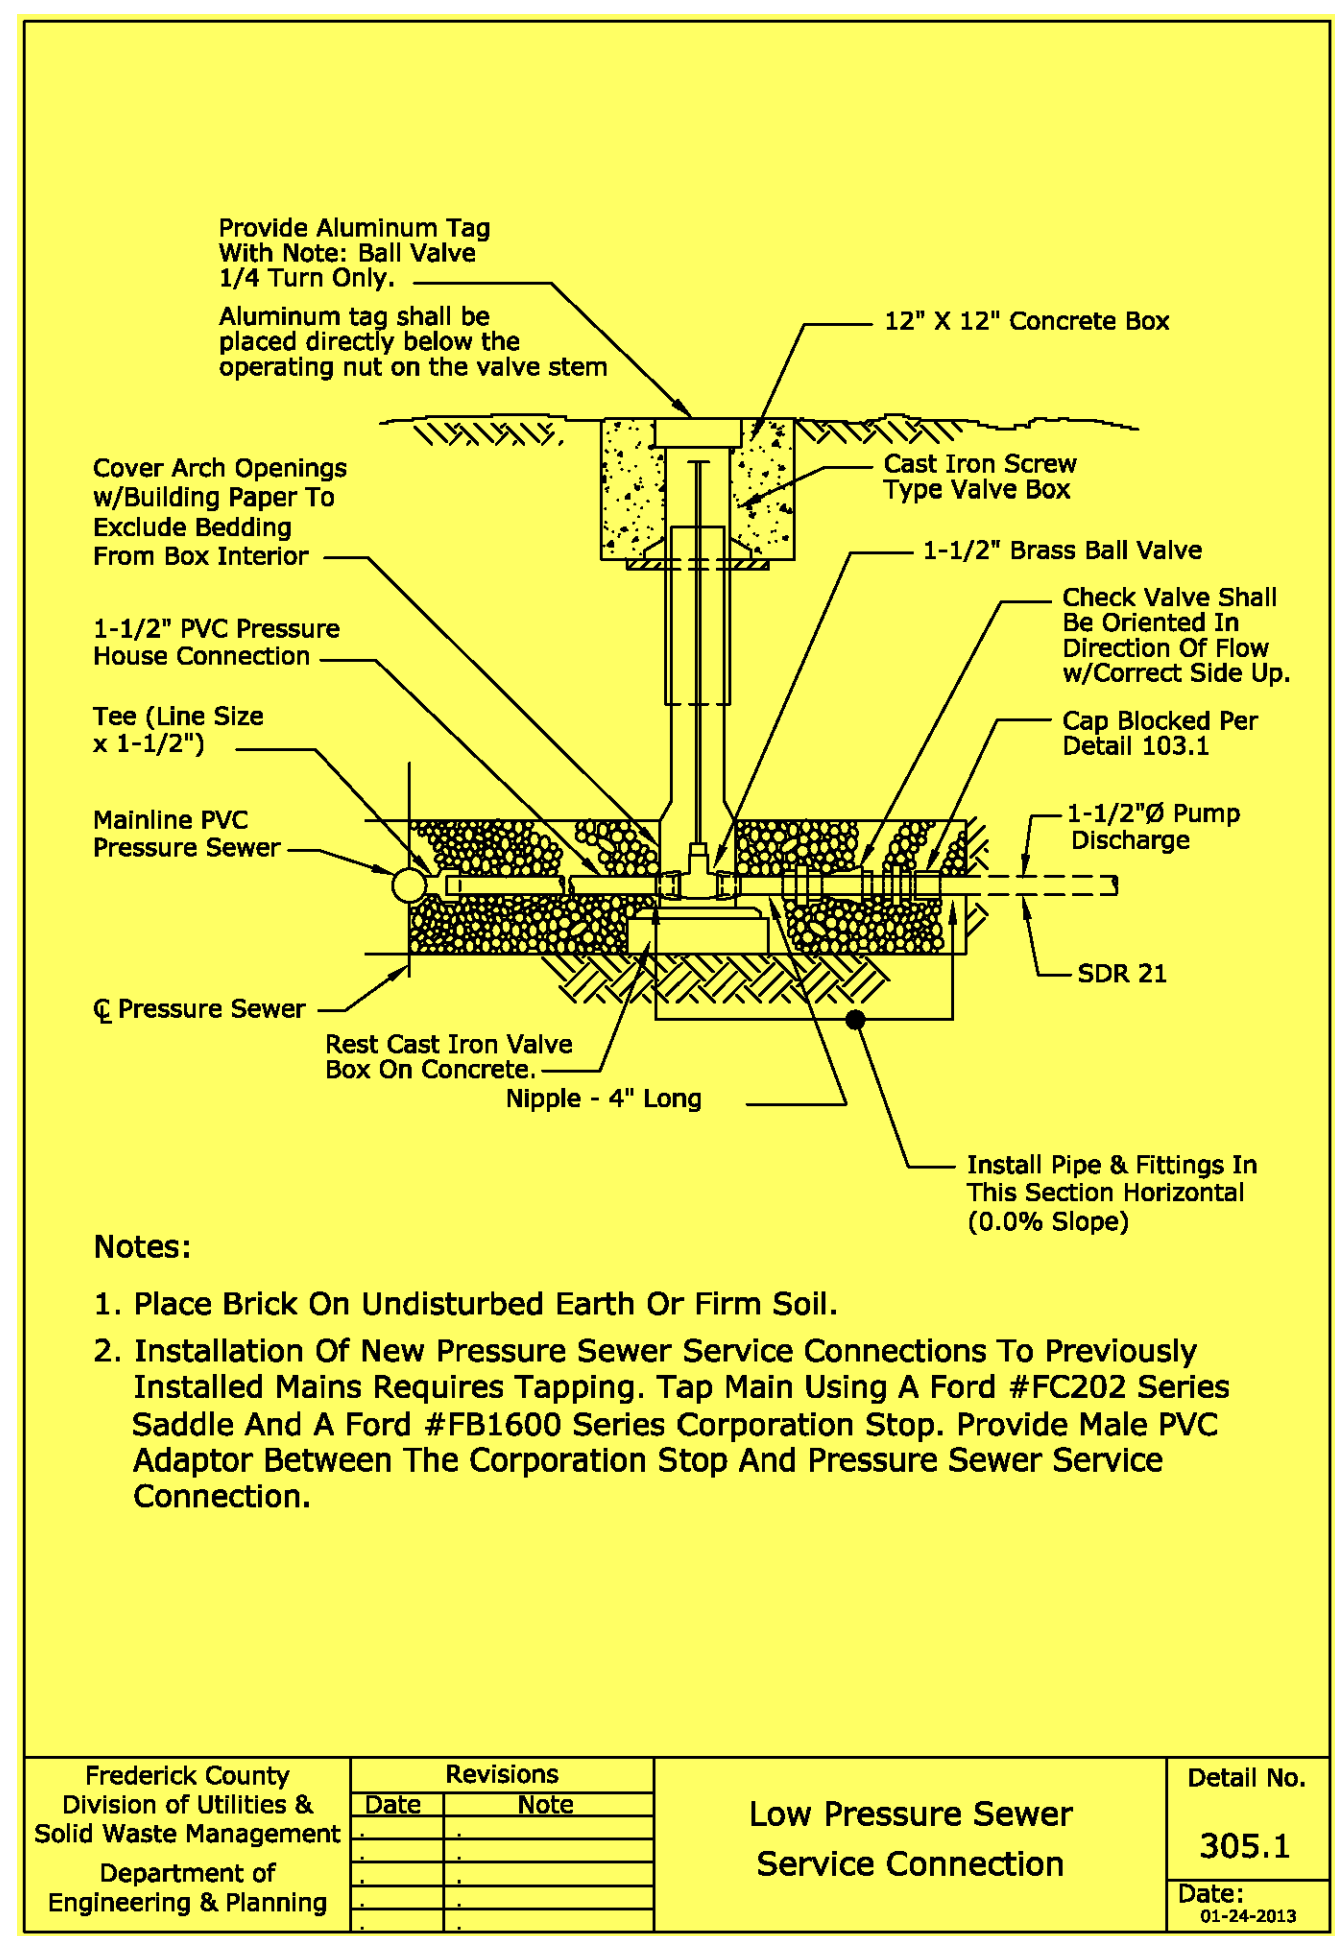 Provide Aluminum Tag
With Note: Ball Valve
1/4 Turn Only.
Aluminum tag shall be
placed directly below the
operating nut on the valve stem
12" X 12" Concrete Box
Cover Arch Openings
w/Building Paper To
Exclude Bedding
From Box Interior
Cast Iron Screw
Type Valve Box
1-1/2" Brass Ball Valve
1-1/2" PVC Pressure
House Connection
Check Valve Shall
Be Oriented In
Direction Of Flow
w/Correct Side Up.
Tee (Line Size
x 1-1/2")
Cap Blocked Per
Detail 103.1
Mainline PVC
Pressure Sewer
1-1/2"Ø Pump
Discharge
SDR 21
℄ Pressure Sewer
Rest Cast Iron Valve
Box On Concrete.
Nipple - 4" Long
Install Pipe & Fittings In
This Section Horizontal
(0.0% Slope)
Notes:
1. Place Brick On Undisturbed Earth Or Firm Soil.
2. Installation Of New Pressure Sewer Service Connections To Previously
Installed Mains Requires Tapping. Tap Main Using A Ford #FC202 Series
Saddle And A Ford #FB1600 Series Corporation Stop. Provide Male PVC
Adaptor Between The Corporation Stop And Pressure Sewer Service
Connection.
Frederick County
Division of Utilities &
Solid Waste Management
Department of
Engineering & Planning
Revisions
Date Note
. .
. .
. .
. .
. .
Low Pressure Sewer
Service Connection
Detail No.
305.1
Date:
01-24-2013